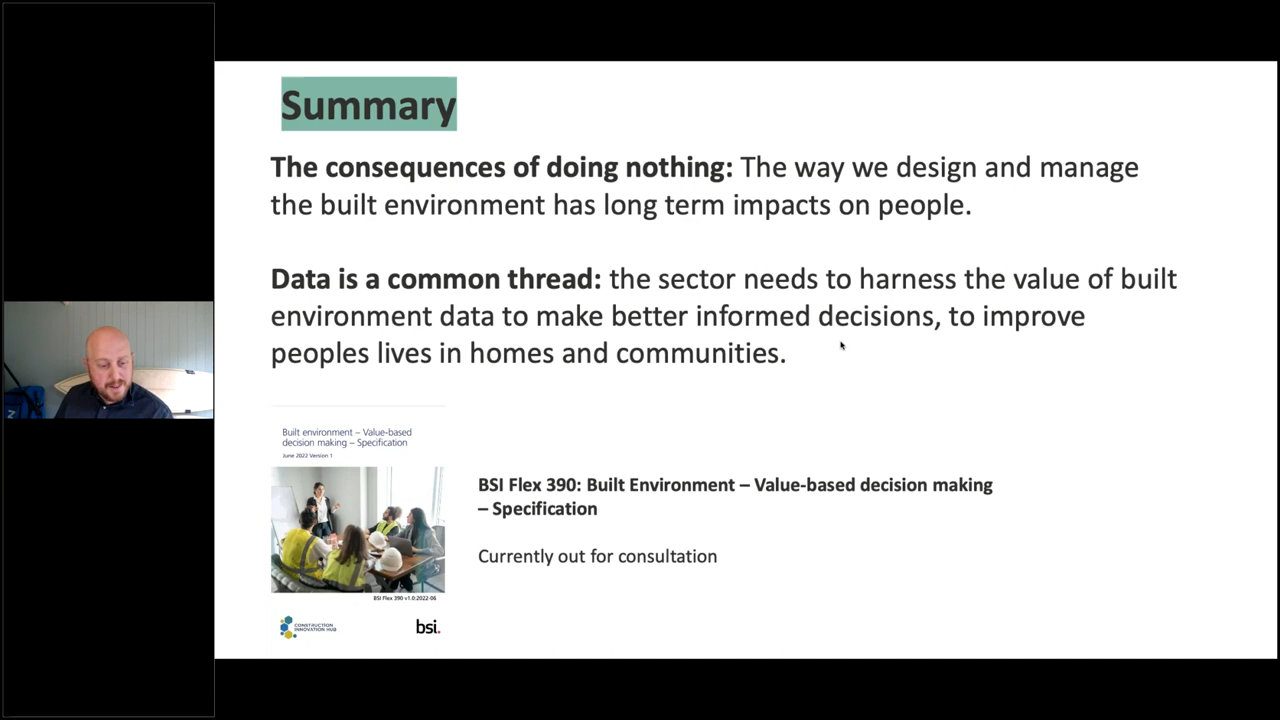 Summary
The consequences of doing nothing: The way we design and manage
the built environment has long term impacts on people.
Data is a common thread: the sector needs to harness the value of built
environment data to make better informed decisions, to improve
peoples lives in homes and communities.
Built environment – Value-based
decision making – Specification
June 2022 Version 1
BSI Flex 390 v1.0:2022-06
CONSTRUCTION
INNOVATION HUB
bsi.
BSI Flex 390: Built Environment – Value-based decision making
– Specification
Currently out for consultation